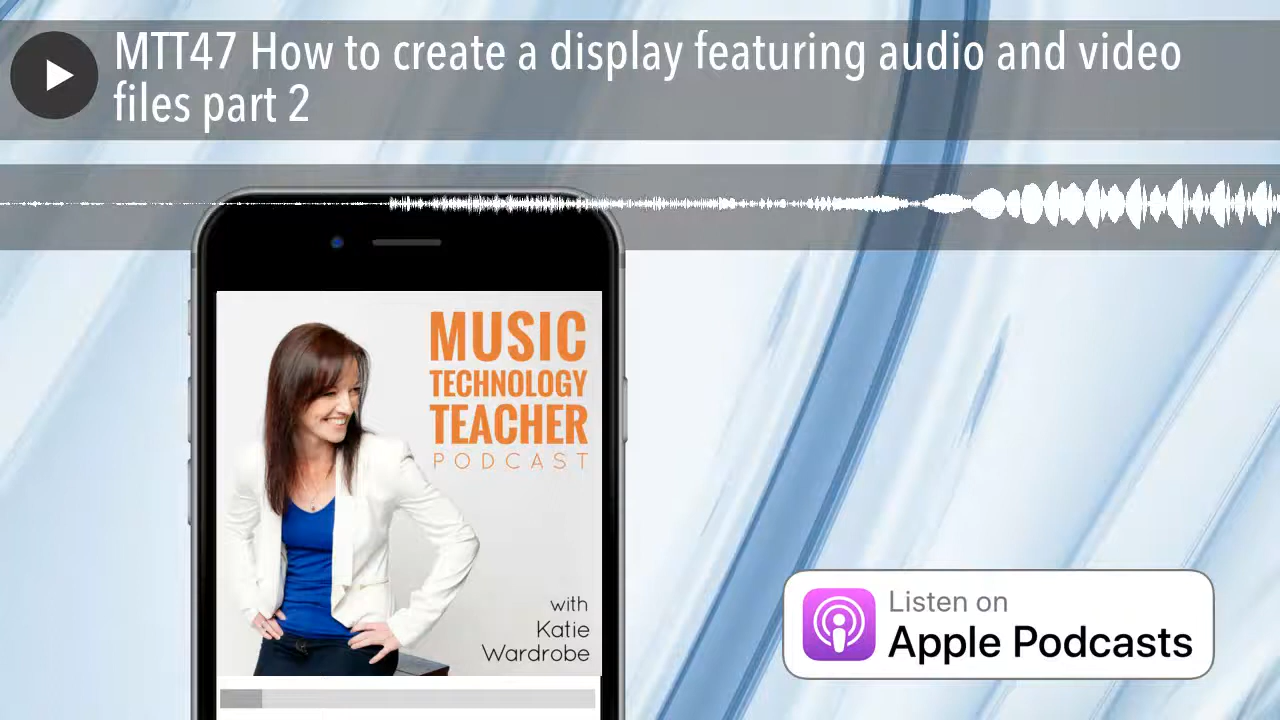 MTT47 How to create a display featuring audio and video
files part 2
MUSIC
TECHNOLOGY
TEACHER
PODCAST
with
Katie
Wardrobe
Listen on
Apple Podcasts